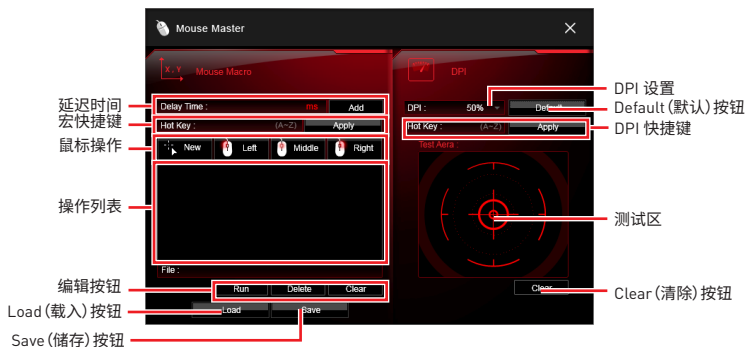 Mouse Master
X , Y
Mouse Macro
DPI
DPI 设置
延迟时间
Delay Time :
ms
Add
DPI :
50%
Default
Default(默认)按钮
宏快捷键
Hot Key :
(A~Z)
Apply
Hot Key :
(A~Z)
Apply
DPI 快捷键
鼠标操作
New
Left
Middle
Right
Test Aera :
操作列表
测试区
File :
编辑按钮
Run
Delete
Clear
Clear
Clear(清除)按钮
Load(载入)按钮
Load
Save
Save(储存)按钮